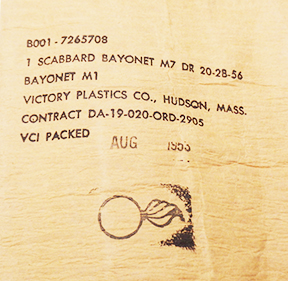 B001-7265708
1 SCABBARD BAYONET M7 DR 20-28-56
BAYONET M1
VICTORY PLASTICS CO., HUDSON, MASS.
CONTRACT DA-19-020-ORD-2905
VCI PACKED
AUG 1953